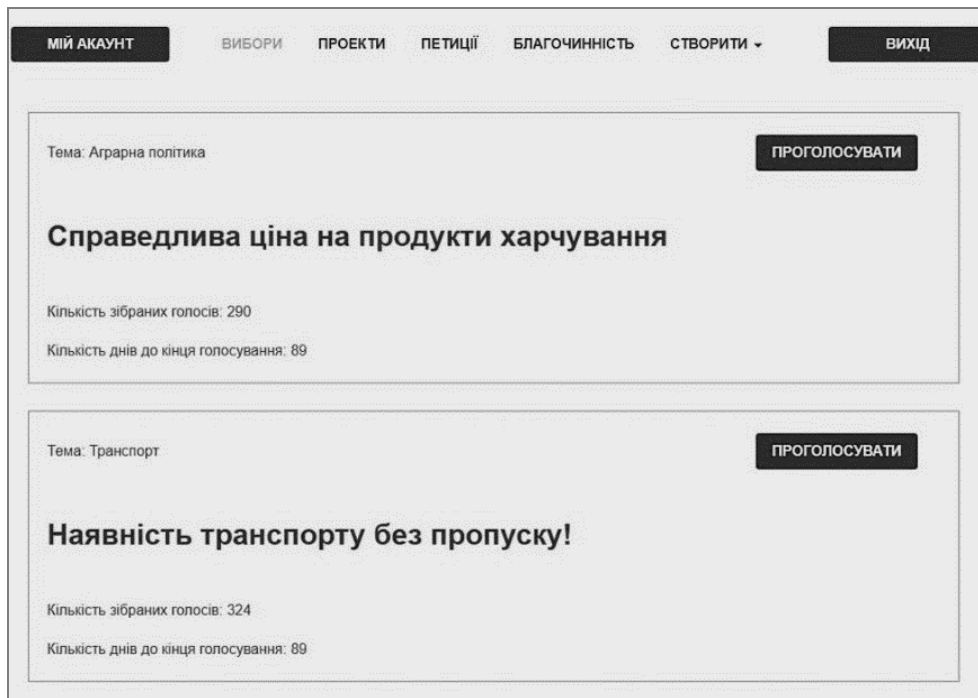 МІЙ АКАУНТ ВИБОРИ ПРОЕКТИ ПЕТИЦІЇ БЛАГОЧИННІСТЬ СТВОРИТИ ВИХІД
Тема: Аграрна політика ПРОГОЛОСУВАТИ
Справедлива ціна на продукти харчування
Кількість зібраних голосів: 290
Кількість днів до кінця голосування: 89
Тема: Транспорт ПРОГОЛОСУВАТИ
Наявність транспорту без пропуску!
Кількість зібраних голосів: 324
Кількість днів до кінця голосування: 89